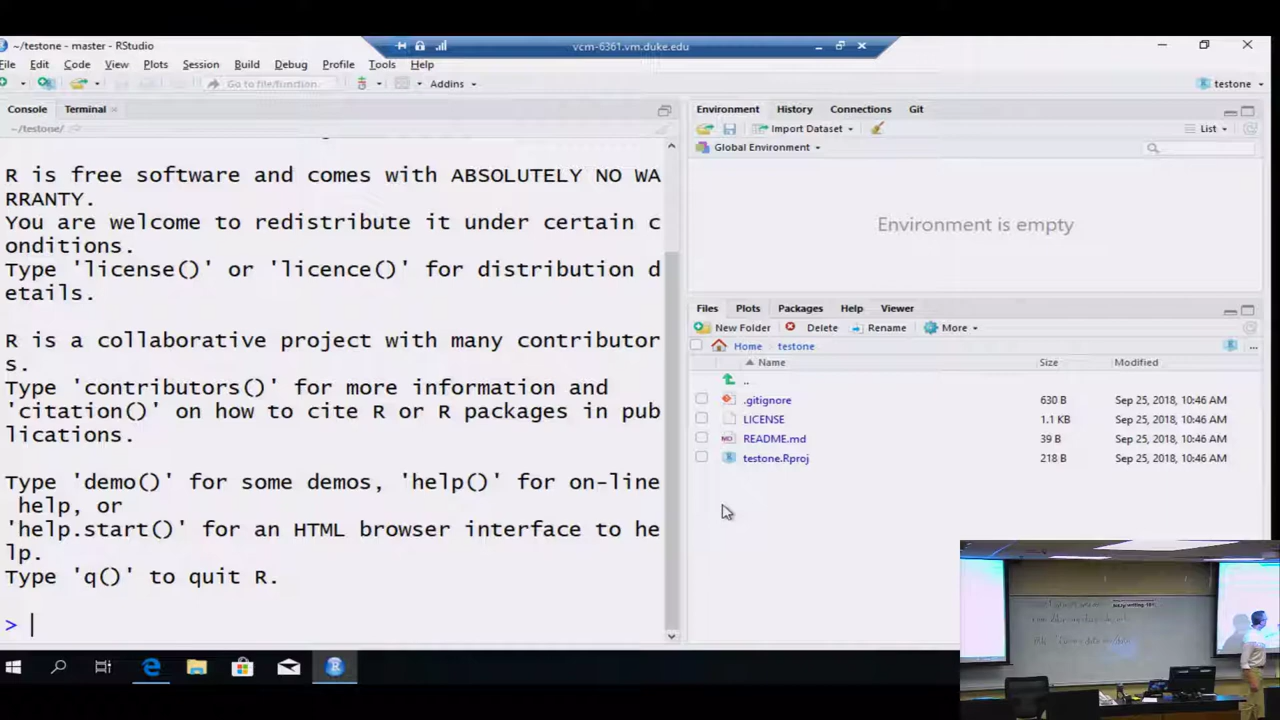 ~/testone - master - RStudio
vcm-6361.vm.duke.edu
File Edit Code View Plots Session Build Debug Profile Tools Help
Go to file/function
Addins
testone
Console Terminal
~/testone/
R is free software and comes with ABSOLUTELY NO WA
RRANTY.
You are welcome to redistribute it under certain c
onditions.
Type 'license()' or 'licence()' for distribution d
etails.
R is a collaborative project with many contributor
s.
Type 'contributors()' for more information and
'citation()' on how to cite R or R packages in pub
lications.
Type 'demo()' for some demos, 'help()' for on-line
help, or
'help.start()' for an HTML browser interface to he
lp.
Type 'q()' to quit R.
>
Environment History Connections Git
Import Dataset List
Global Environment
Environment is empty
Files Plots Packages Help Viewer
New Folder Delete Rename More
Home testone ...
Name Size Modified
..
.gitignore 630 B Sep 25, 2018, 10:46 AM
LICENSE 1.1 KB Sep 25, 2018, 10:46 AM
README.md 39 B Sep 25, 2018, 10:46 AM
testone.Rproj 218 B Sep 25, 2018, 10:46 AM